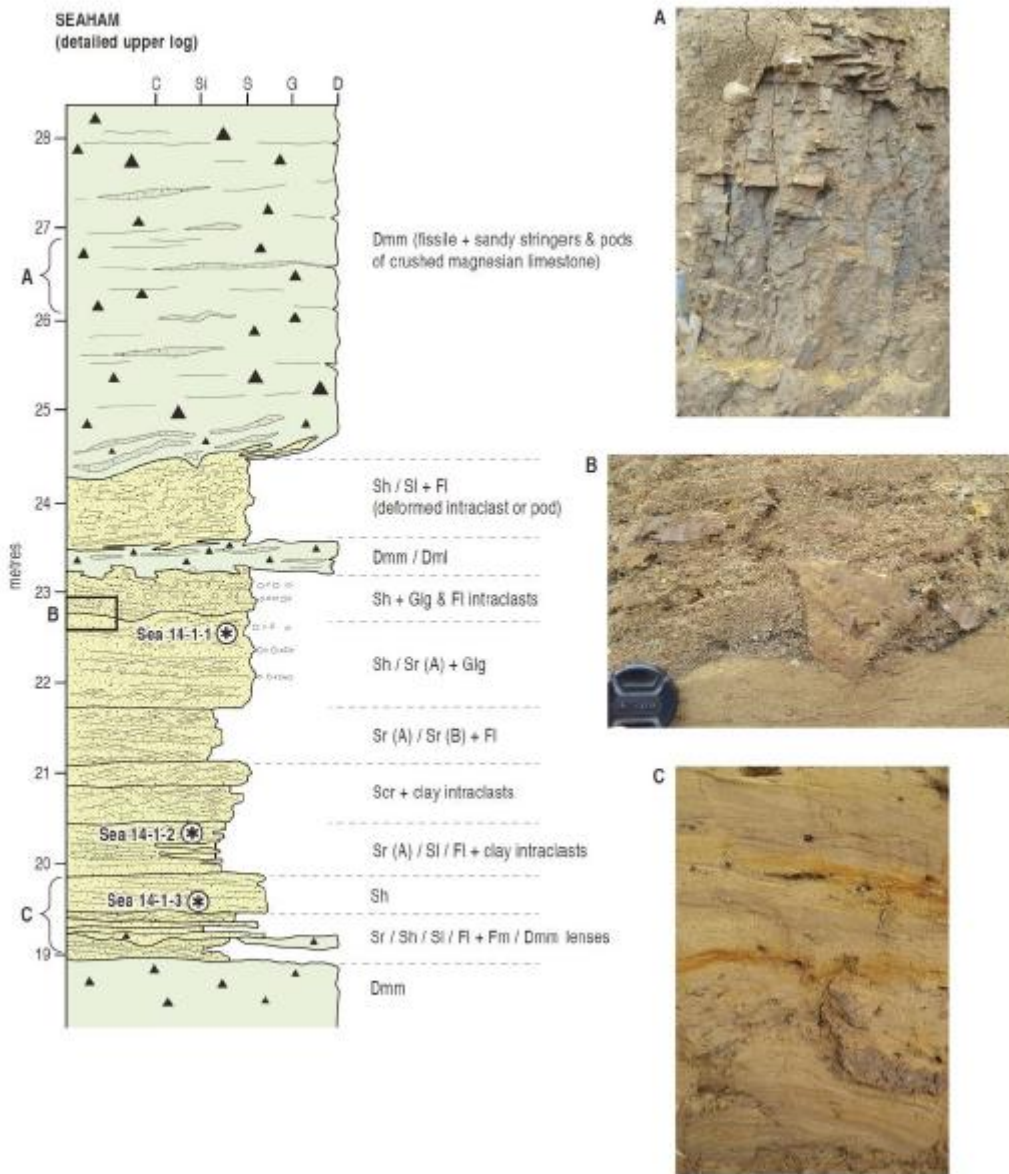 SEAHAM
(detailed upper log)
C Si S G D
metres
28
27
26
25
24
23
22
21
20
19
A
B
C
Dmm (fissile + sandy stringers & pods
of crushed magnesian limestone)
Sh / Sl + Fl
(deformed intraclast or pod)
Dmm / Dml
Sh + Glg & Fl intraclasts
Sea 14-1-1
Sh / Sr (A) + Glg
Sr (A) / Sr (B) + Fl
Scr + clay intraclasts
Sea 14-1-2
Sr (A) / Sl / Fl + clay intraclasts
Sea 14-1-3
Sh
Sr / Sh / Sl / Fl + Fm / Dmm lenses
Dmm
A
B
C